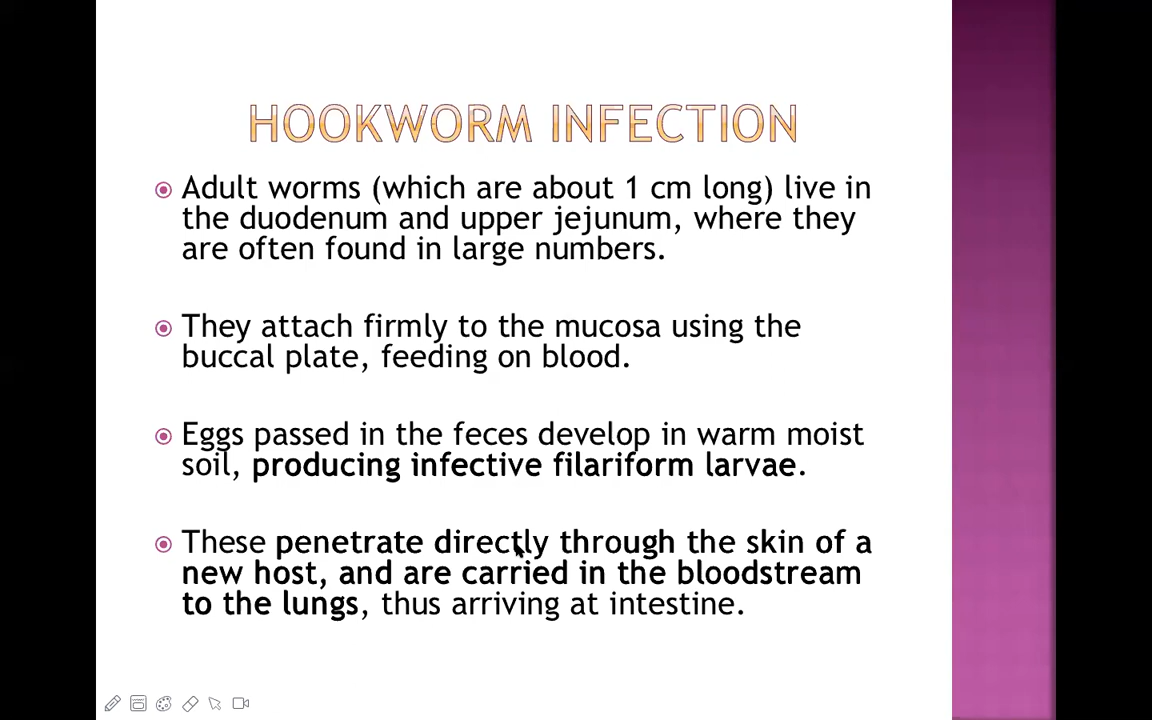 HOOKWORM INFECTION
Adult worms (which are about 1 cm long) live in
the duodenum and upper jejunum, where they
are often found in large numbers.
They attach firmly to the mucosa using the
buccal plate, feeding on blood.
Eggs passed in the feces develop in warm moist
soil, producing infective filariform larvae.
These penetrate directly through the skin of a
new host, and are carried in the bloodstream
to the lungs, thus arriving at intestine.